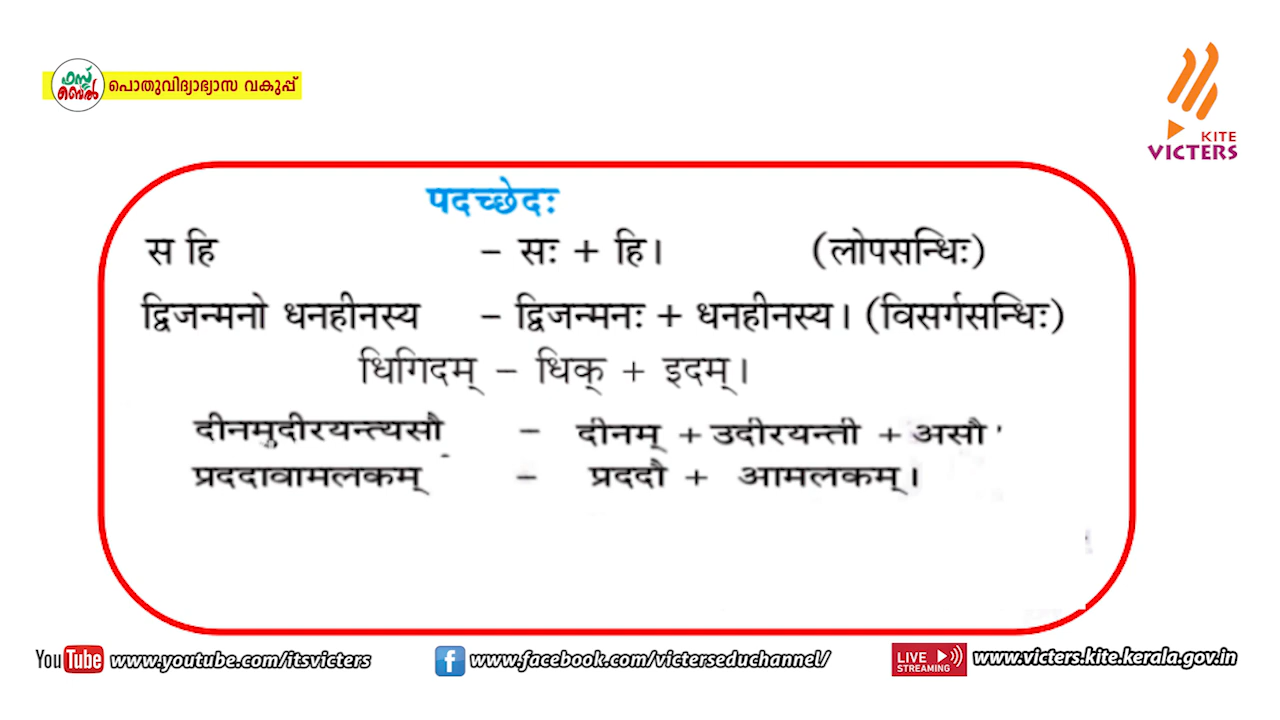 ഫസ്റ്റ് ബെൽ പൊതുവിദ്യാഭ്യാസ വകുപ്പ്
KITE
VICTERS
पदच्छेदः
स हि – सः + हि। (लोपसन्धिः)
द्विजन्मनो धनहीनस्य – द्विजन्मनः + धनहीनस्य। (विसर्गसन्धिः)
धिगिदम् – धिक् + इदम्।
दीनमुदीरयन्त्यसौ – दीनम् + उदीरयन्ती + असौ
प्रददावामलकम् – प्रददौ + आमलकम्।
YouTube www.youtube.com/itsvicters f www.facebook.com/victerseduchannel/ LIVE STREAMING www.victers.kite.kerala.gov.in